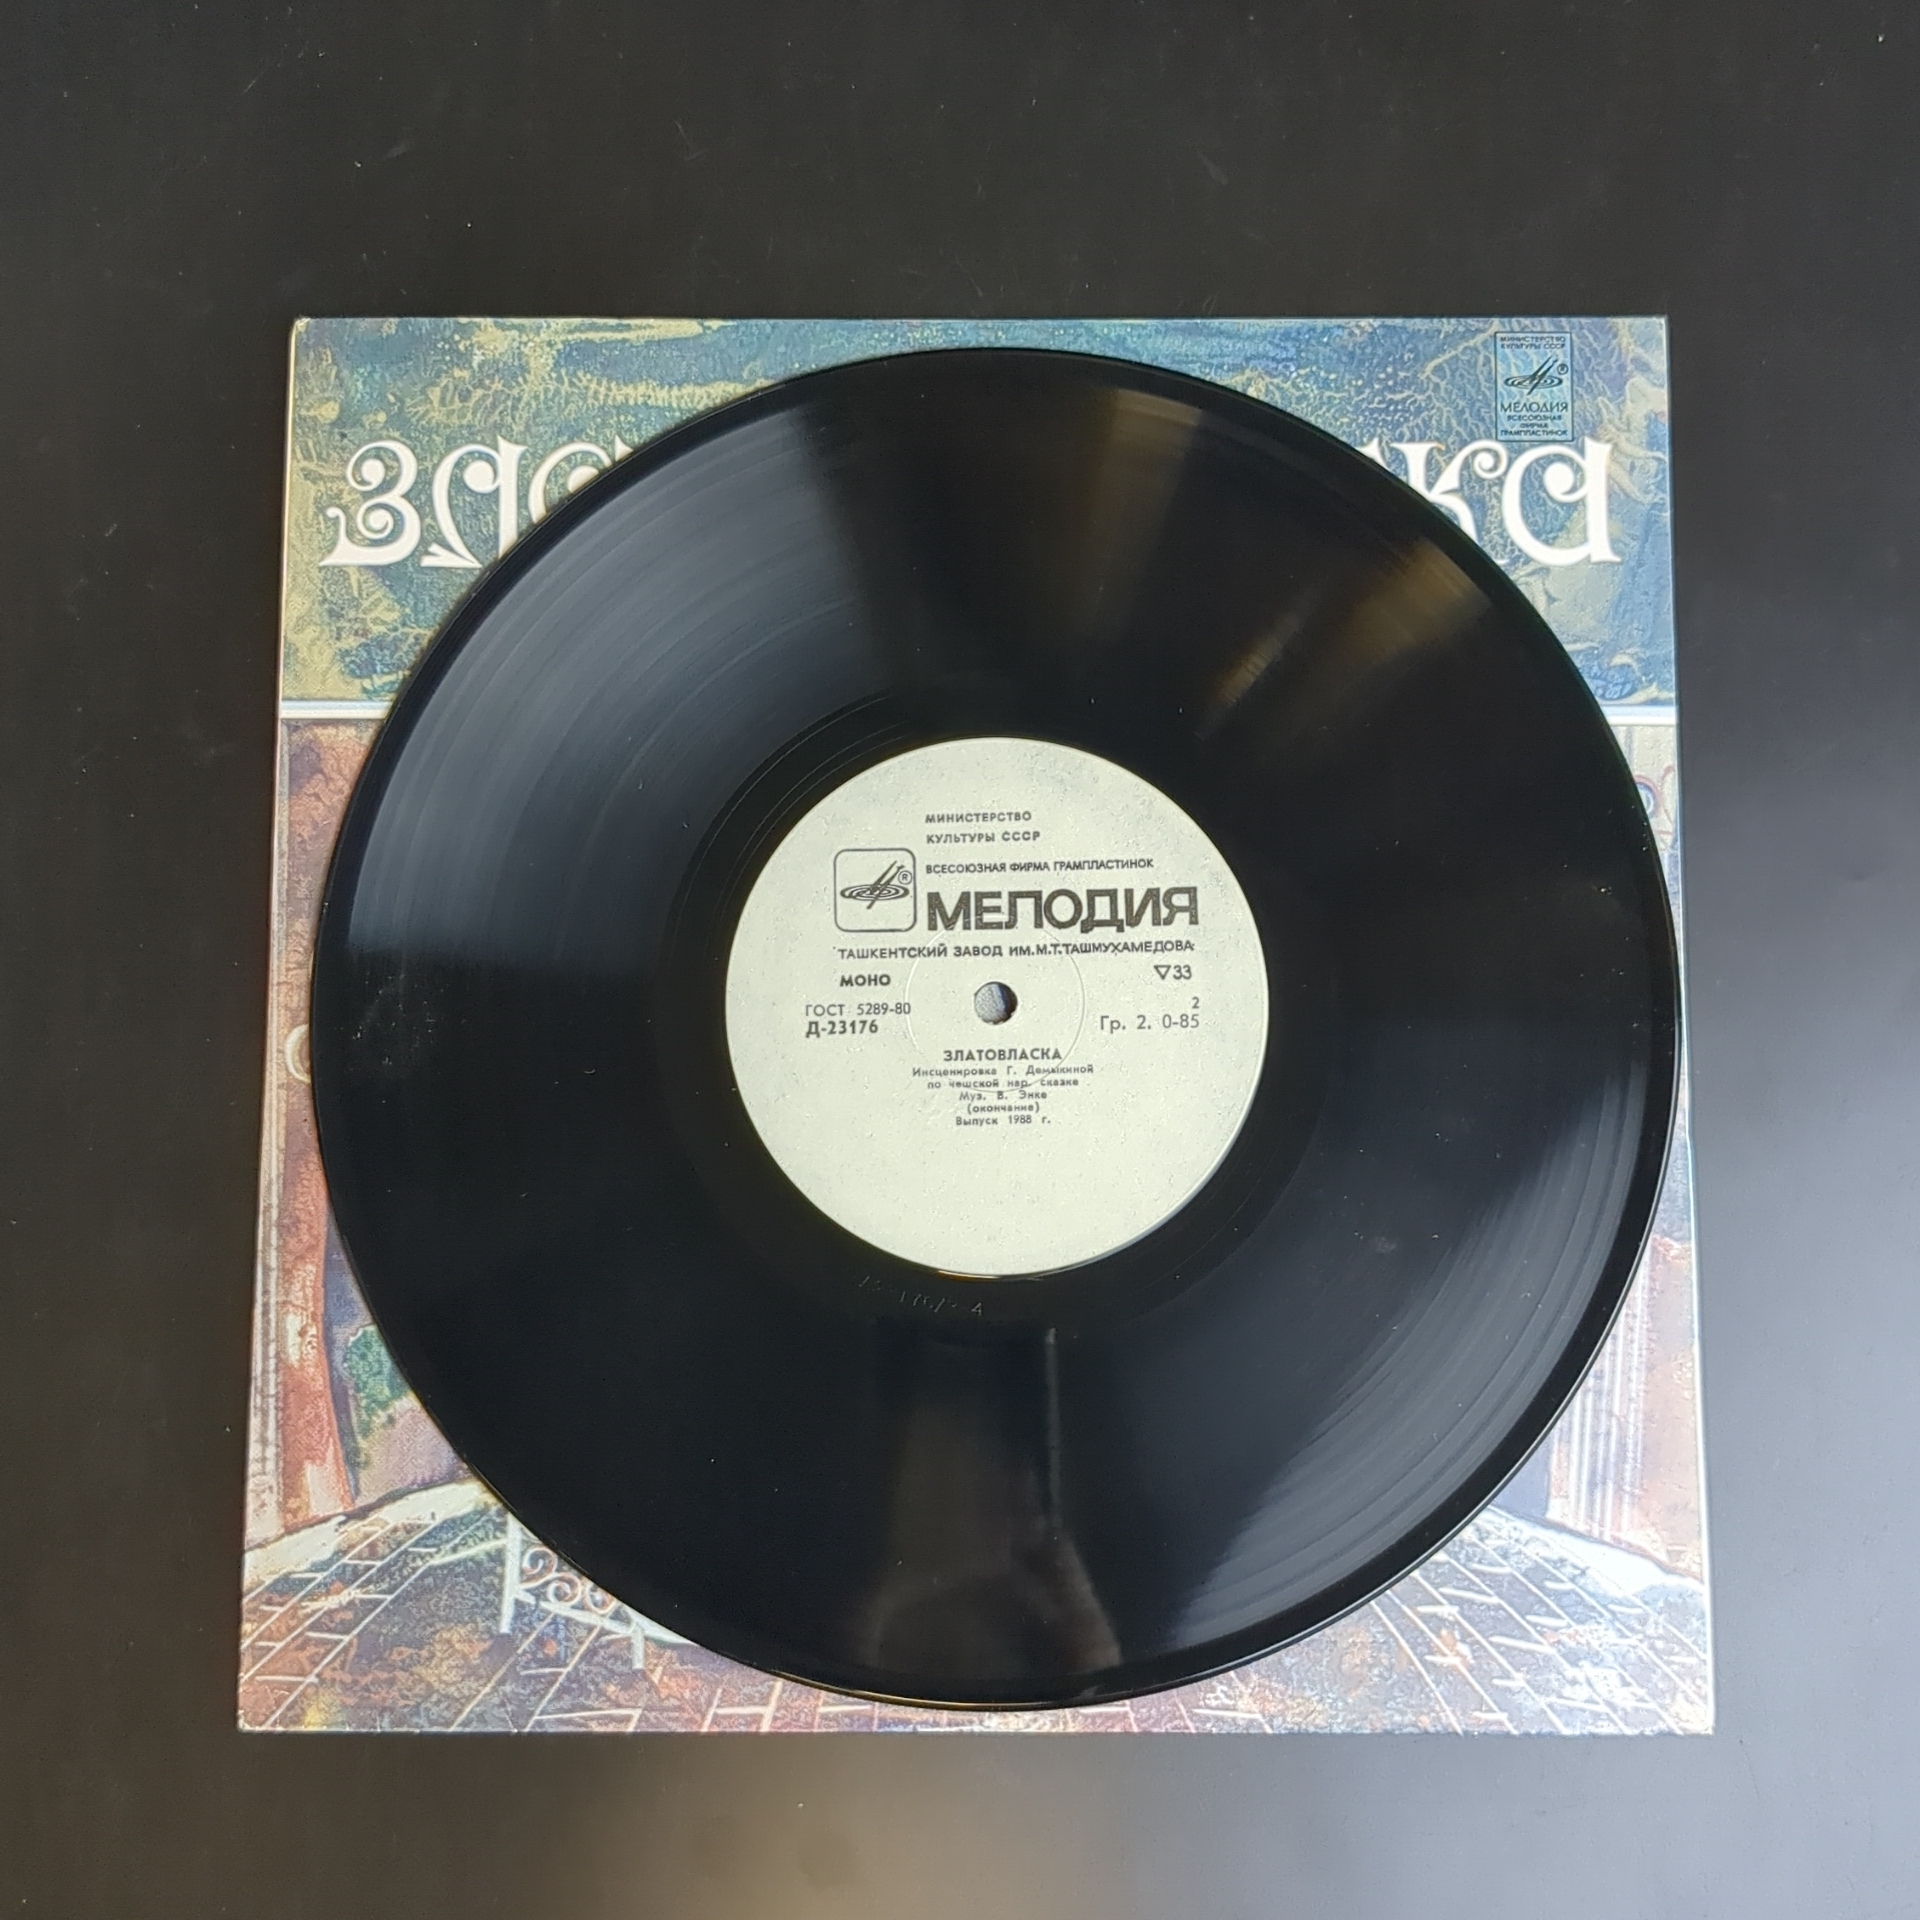 МИНИСТЕРСТВО
КУЛЬТУРЫ СССР
®
МЕЛОДИЯ
ВСЕСОЮЗНАЯ
ФИРМА
ГРАМПЛАСТИНОК
МИНИСТЕРСТВО
КУЛЬТУРЫ СССР
ВСЕСОЮЗНАЯ ФИРМА ГРАМПЛАСТИНОК
®
МЕЛОДИЯ
ТАШКЕНТСКИЙ ЗАВОД ИМ.М.Т.ТАШМУХАМЕДОВА
МОНО ▽33
ГОСТ 5289-80 2
Д-23176 Гр. 2. 0-85
ЗЛАТОВЛАСКА
Инсценировка Г. Демыкиной
по чешской нар. сказке
Муз. В. Энке
(окончание)
Выпуск 1988 г.